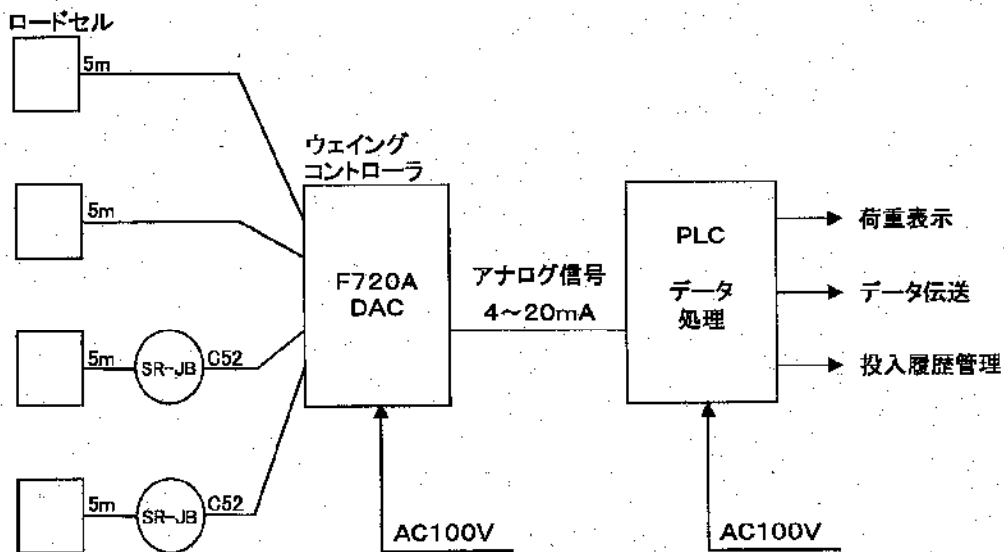 ロードセル
5m
5m
5m
SR-JB
C52
5m
SR-JB
C52
ウェイング
コントローラ
F720A
DAC
AC100V
アナログ信号
4～20mA
PLC
データ
処理
AC100V
荷重表示
データ伝送
投入履歴管理